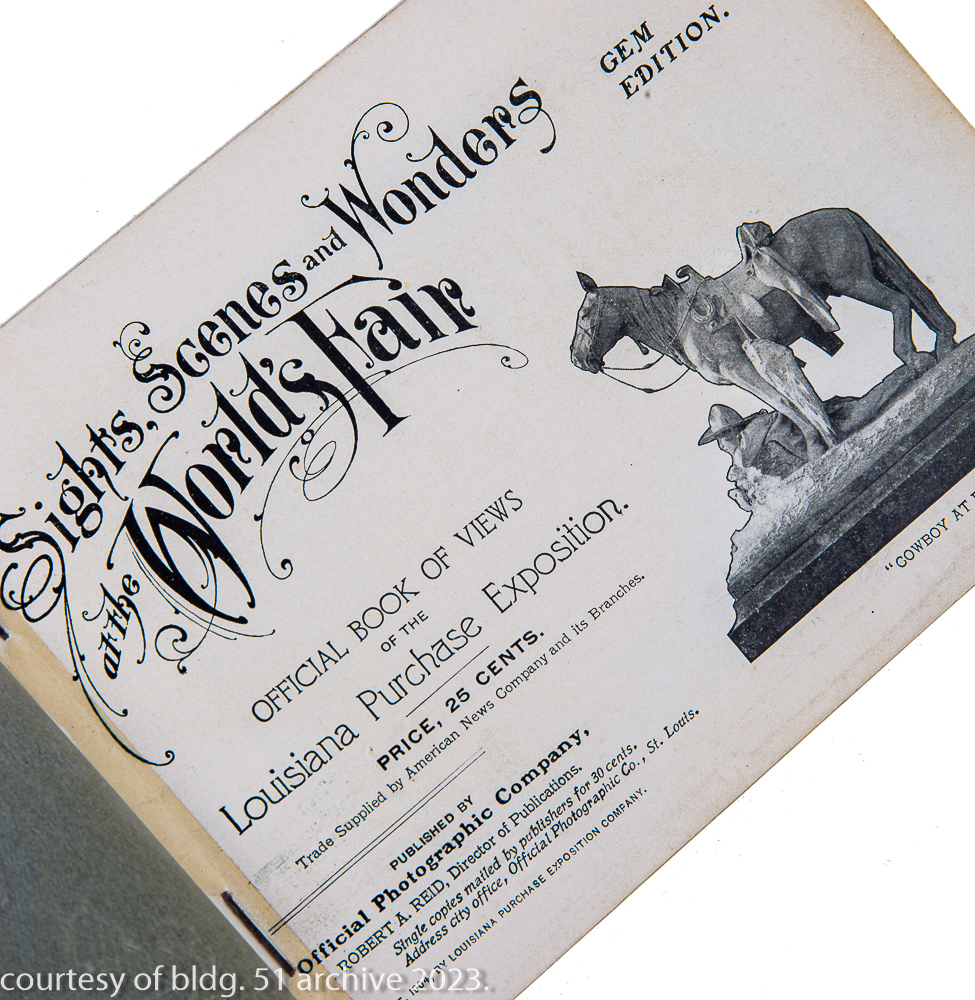 GEM
EDITION.
Sights, Scenes and Wonders
at the World's Fair
OFFICIAL BOOK OF VIEWS
OF THE
Louisiana Purchase Exposition.
PRICE, 25 CENTS.
Trade Supplied by American News Company and its Branches.
PUBLISHED BY
Official Photographic Company,
ROBERT A. REID, Director of Publications.
Single copies mailed by publishers for 30 cents.
Address city office, Official Photographic Co., St. Louis.
BY LOUISIANA PURCHASE EXPOSITION COMPANY.
"COWBOY AT
courtesy of bldg. 51 archive 2023.